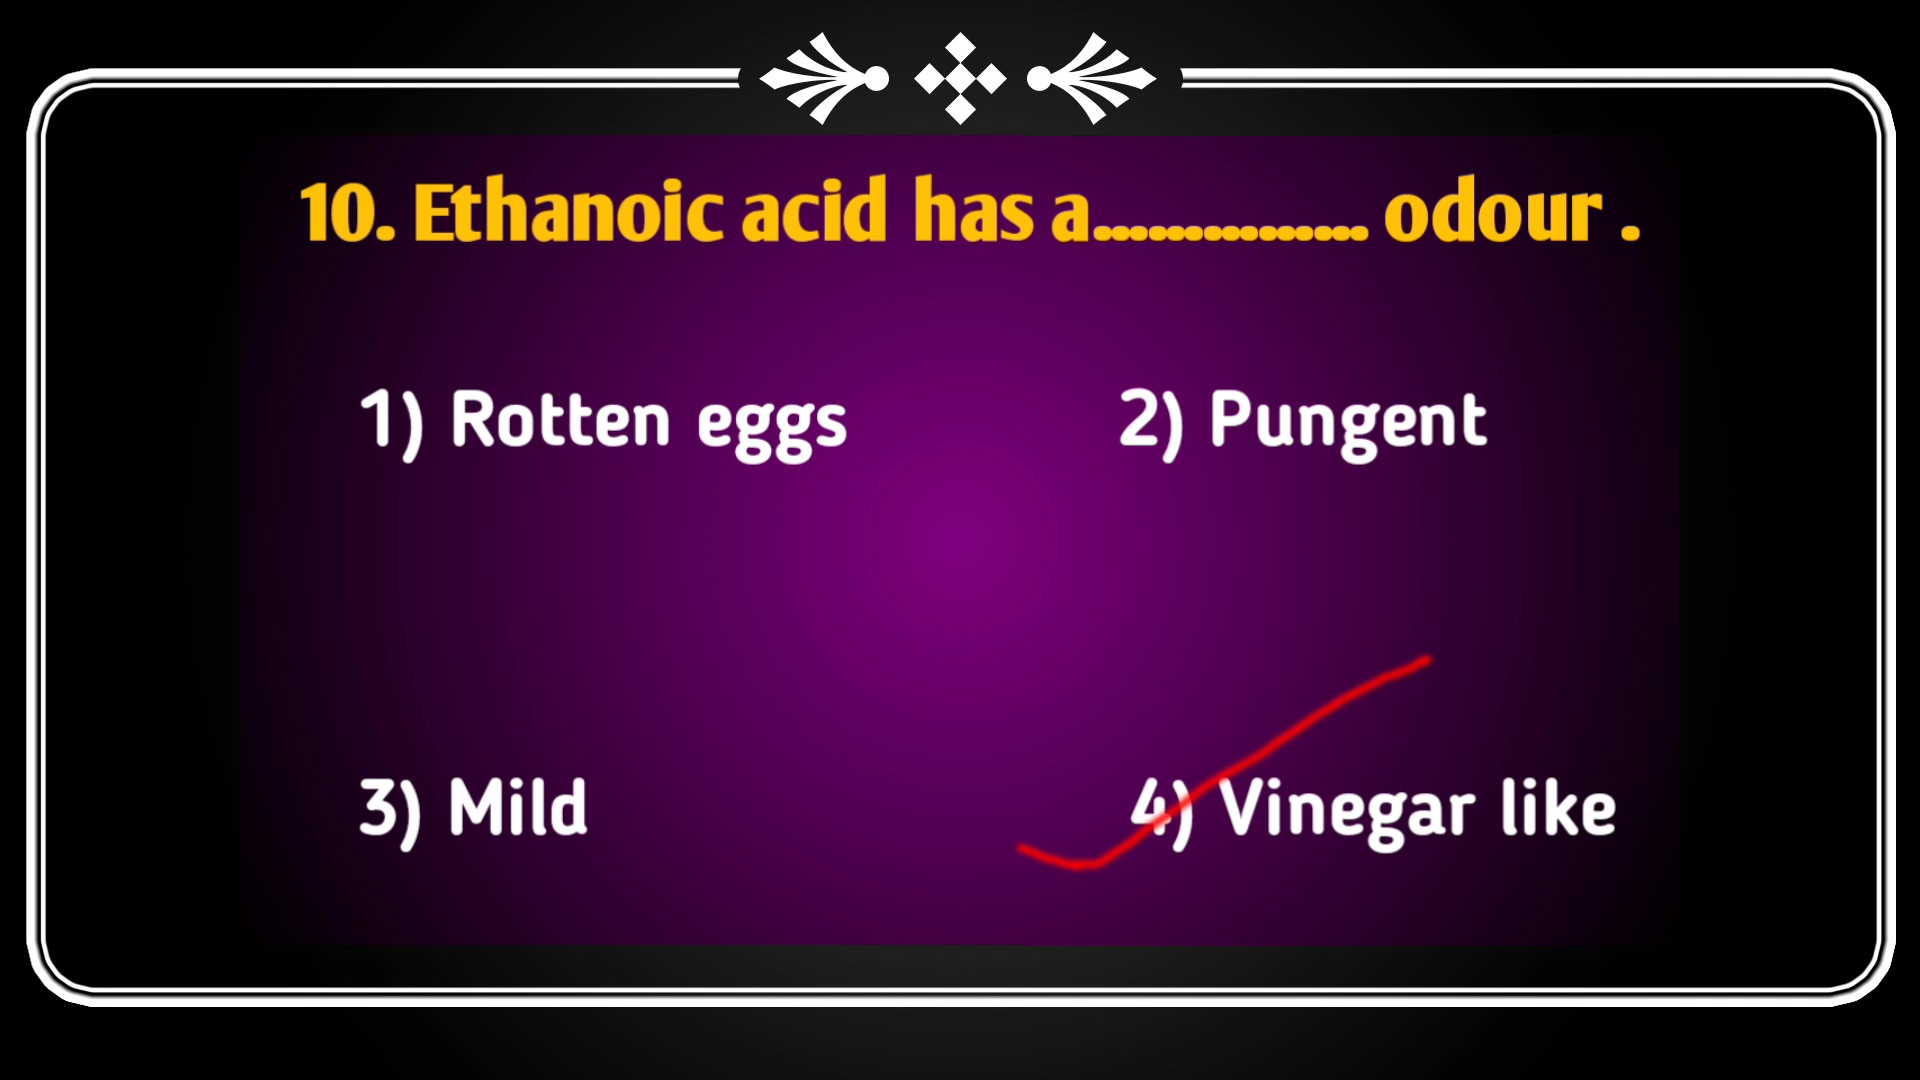 10. Ethanoic acid has a............... odour .
1) Rotten eggs
2) Pungent
3) Mild
4) Vinegar like